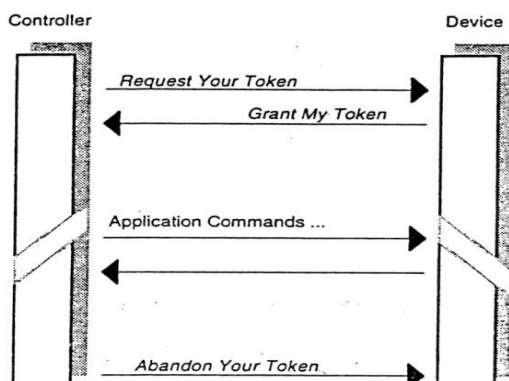 Controller
Device
Request Your Token
Grant My Token
Application Commands ...
Abandon Your Token